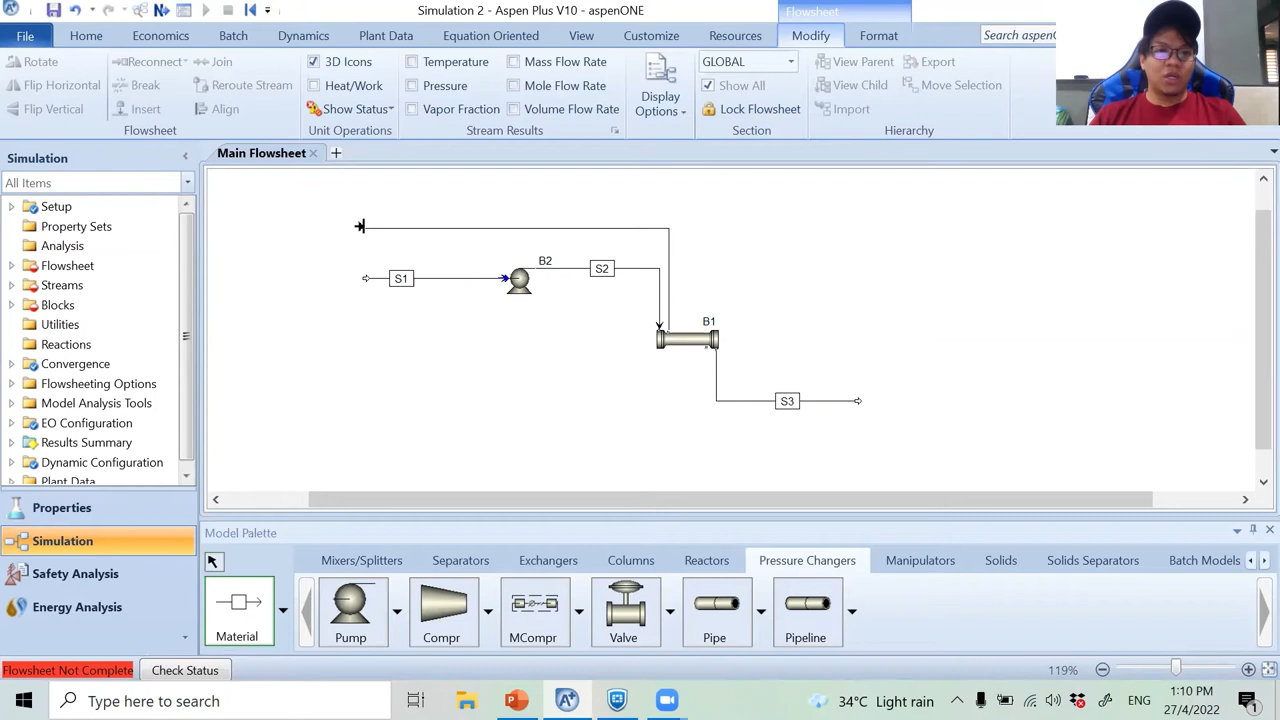 Simulation 2 - Aspen Plus V10 - aspenONE
Flowsheet
File Home Economics Batch Dynamics Plant Data Equation Oriented View Customize Resources Modify Format Search aspenO
Rotate Reconnect Join 3D Icons Temperature Mass Flow Rate GLOBAL View Parent Export
Flip Horizontal Break Reroute Stream Heat/Work Pressure Mole Flow Rate Show All View Child Move Selection
Flip Vertical Insert Align Show Status Vapor Fraction Volume Flow Rate Display Options Lock Flowsheet Import
Flowsheet Unit Operations Stream Results Section Hierarchy
Simulation
Main Flowsheet
All Items
Setup
Property Sets
Analysis
Flowsheet
Streams
Blocks
Utilities
Reactions
Convergence
Flowsheeting Options
Model Analysis Tools
EO Configuration
Results Summary
Dynamic Configuration
Plant Data
Properties
Simulation
Safety Analysis
Energy Analysis
B2
S1
S2
B1
S3
Model Palette
Mixers/Splitters Separators Exchangers Columns Reactors Pressure Changers Manipulators Solids Solids Separators Batch Models
Material Pump Compr MCompr Valve Pipe Pipeline
Flowsheet Not Complete Check Status 119%
Type here to search
34°C Light rain ENG
1:10 PM
27/4/2022
1